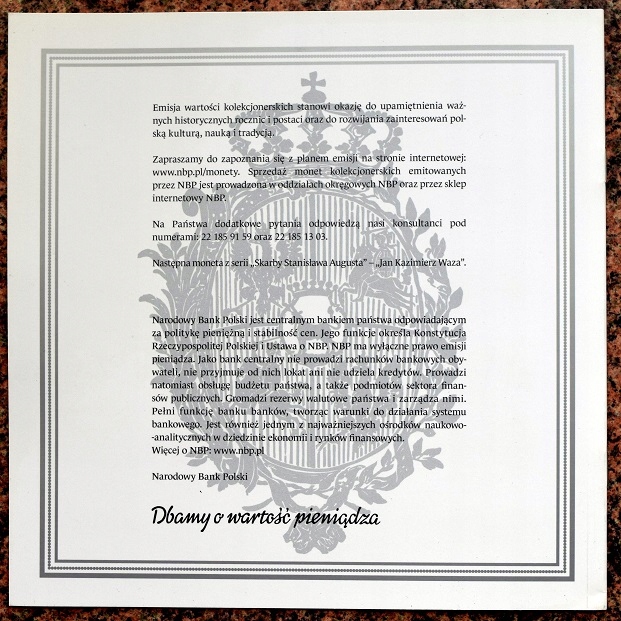 Emisja wartości kolekcjonerskich stanowi okazję do upamiętnienia waż-
nych historycznych rocznic i postaci oraz do rozwijania zainteresowań pol-
ską kulturą, nauką i tradycją.
Zapraszamy do zapoznania się z planem emisji na stronie internetowej:
www.nbp.pl/monety. Sprzedaż monet kolekcjonerskich emitowanych
przez NBP jest prowadzona w oddziałach okręgowych NBP oraz przez sklep
internetowy NBP.
Na Państwa dodatkowe pytania odpowiedzą nasi konsultanci pod
numerami: 22 185 91 59 oraz 22 185 13 03.
Następna moneta z serii „Skarby Stanisława Augusta” – „Jan Kazimierz Waza”.
Narodowy Bank Polski jest centralnym bankiem państwa odpowiadającym
za politykę pieniężną i stabilność cen. Jego funkcje określa Konstytucja
Rzeczypospolitej Polskiej i Ustawa o NBP. NBP ma wyłączne prawo emisji
pieniądza. Jako bank centralny nie prowadzi rachunków bankowych oby-
wateli, nie przyjmuje od nich lokat ani nie udziela kredytów. Prowadzi
natomiast obsługę budżetu państwa, a także podmiotów sektora finan-
sów publicznych. Gromadzi rezerwy walutowe państwa i zarządza nimi.
Pełni funkcję banku banków, tworząc warunki do działania systemu
bankowego. Jest również jednym z najważniejszych ośrodków naukowo-
-analitycznych w dziedzinie ekonomii i rynków finansowych.
Więcej o NBP: www.nbp.pl
Narodowy Bank Polski
Dbamy o wartość pieniądza